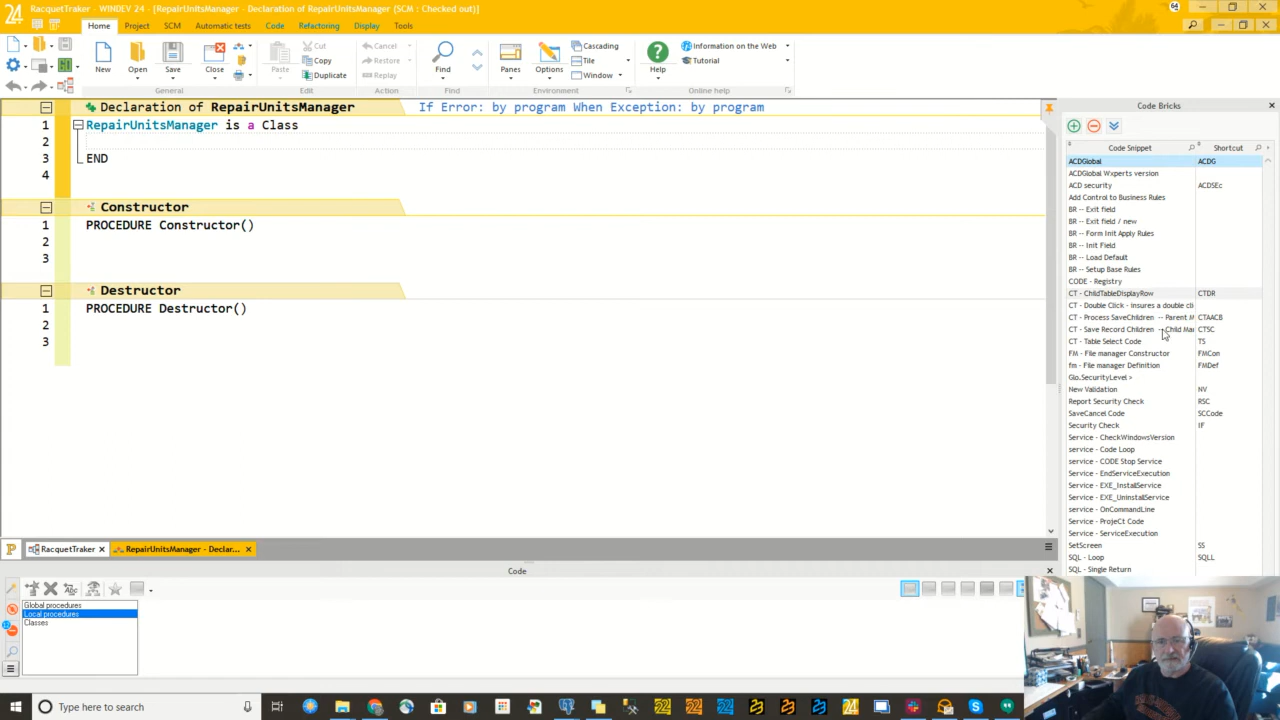 24 RacquetTraker - WINDEV 24 - [RepairUnitsManager - Declaration of RepairUnitsManager (SCM : Checked out)]
64
Home Project SCM Automatic tests Code Refactoring Display Tools
New Open Save Close
Paste Cut Copy Duplicate
Cancel Restore Replay
Find
Panes Options Cascading Tile Window
Help Information on the Web Tutorial
General Edit Action Find Environment Online help
Declaration of RepairUnitsManager If Error: by program When Exception: by program
1 RepairUnitsManager is a Class
2
3 END
4
Constructor
1 PROCEDURE Constructor()
2
3
Destructor
1 PROCEDURE Destructor()
2
3
Code Bricks
Code Snippet Shortcut
ACDGlobal ACDG
ACDGlobal Wxperts version
ACD security ACDSEc
Add Control to Business Rules
BR -- Exit field
BR -- Exit field / new
BR -- Form Init Apply Rules
BR -- Init Field
BR -- Load Default
BR -- Setup Base Rules
CODE - Registry
CT - ChildTableDisplayRow CTDR
CT - Double Click - insures a double cli
CT - Process SaveChildren -- Parent M CTAACB
CT - Save Record Children -- Child Mar CTSC
CT - Table Select Code TS
FM - File manager Constructor FMCon
fm - File manager Definition FMDef
Glo.SecurityLevel >
New Validation NV
Report Security Check RSC
SaveCancel Code SCCode
Security Check IF
Service - CheckWindowsVersion
service - Code Loop
service - CODE Stop Service
Service - EndServiceExecution
Service - EXE_InstallService
Service - EXE_UninstallService
Service - OnCommandLine
Service - ProjeCt Code
Service - ServiceExecution
SetScreen SS
SQL - Loop SQLL
SQL - Single Return
P RacquetTraker RepairUnitsManager - Declar...
Code
Global procedures
Local procedures
Classes
Type here to search